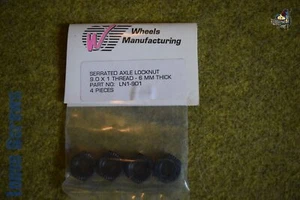 Wheels
Manufacturing
SERRATED AXLE LOCKNUT
9.0 X 1 THREAD - 6 MM THICK
PART NO: LN1-901
4 PIECES